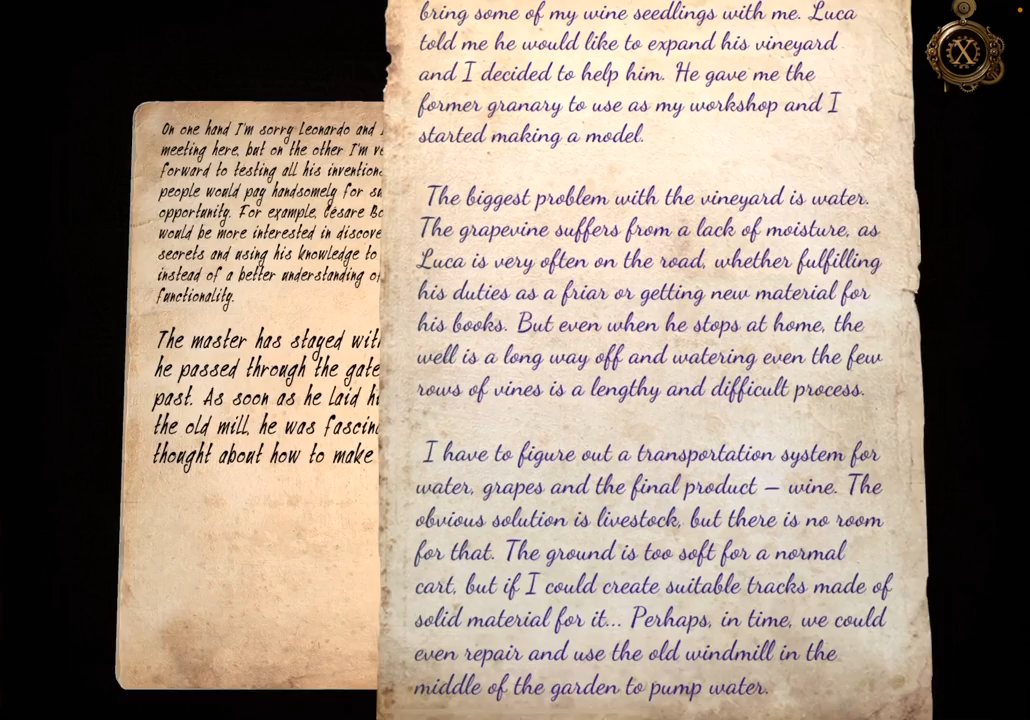 On one hand I'm sorry Leonardo and
meeting here, but on the other I'm
forward to testing all his
people would pay handsomely for
opportunity. For example, Cesare
would be more interested in
secrets and using his knowledge to
instead of a better understanding
functionality.
The master has stayed with
he passed through the gate
past. As soon as he laid
the old mill, he was
thought about how to make
bring some of my wine seedlings with me. Luca
told me he would like to expand his vineyard
and I decided to help him. He gave me the
former granary to use as my workshop and I
started making a model.
The biggest problem with the vineyard is water.
The grapevine suffers from a lack of moisture, as
Luca is very often on the road, whether fulfilling
his duties as a friar or getting new material for
his books. But even when he stops at home, the
well is a long way off and watering even the few
rows of vines is a lengthy and difficult process.
I have to figure out a transportation system for
water, grapes and the final product – wine. The
obvious solution is livestock, but there is no room
for that. The ground is too soft for a normal
cart, but if I could create suitable tracks made of
solid material for it... Perhaps, in time, we could
even repair and use the old windmill in the
middle of the garden to pump water.
X